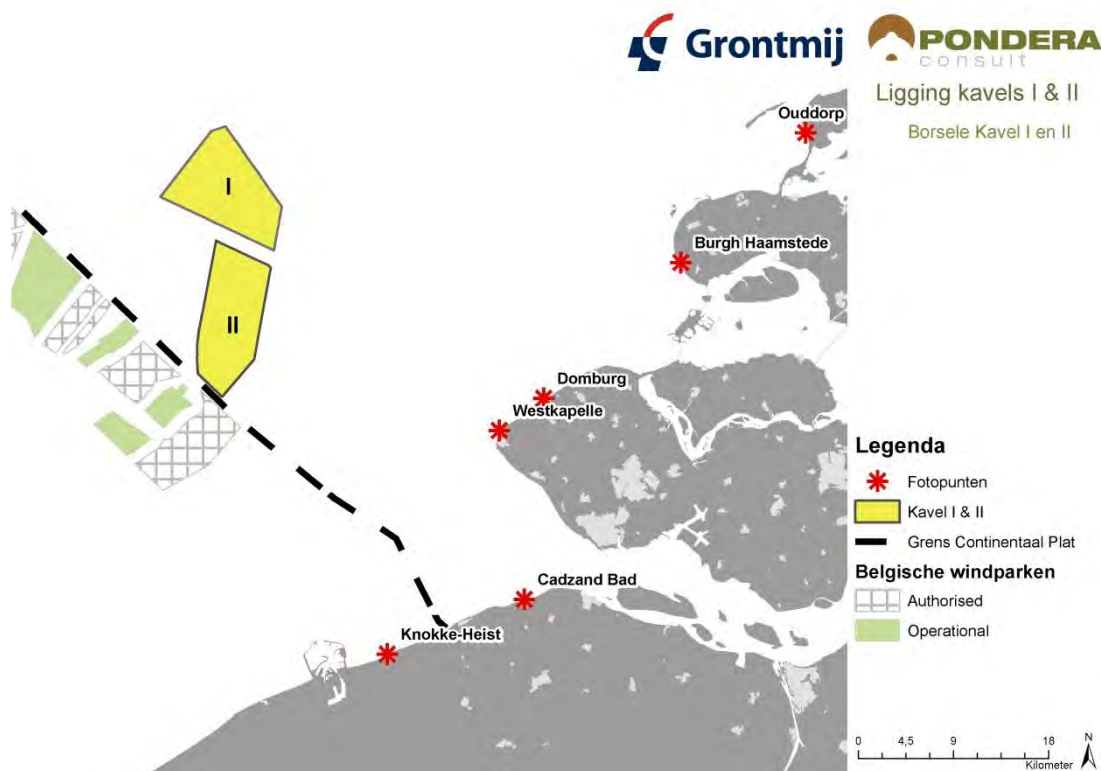 Grontmij
PONDERA
consult
Ligging kavels I & II
Borsele Kavel I en II
Ouddorp
I
Burgh Haamstede
II
Domburg
Westkapelle
Cadzand Bad
Knokke-Heist
Legenda
Fotopunten
Kavel I & II
Grens Continentaal Plat
Belgische windparken
Authorised
Operational
0 4,5 9 18
Kilometer
N